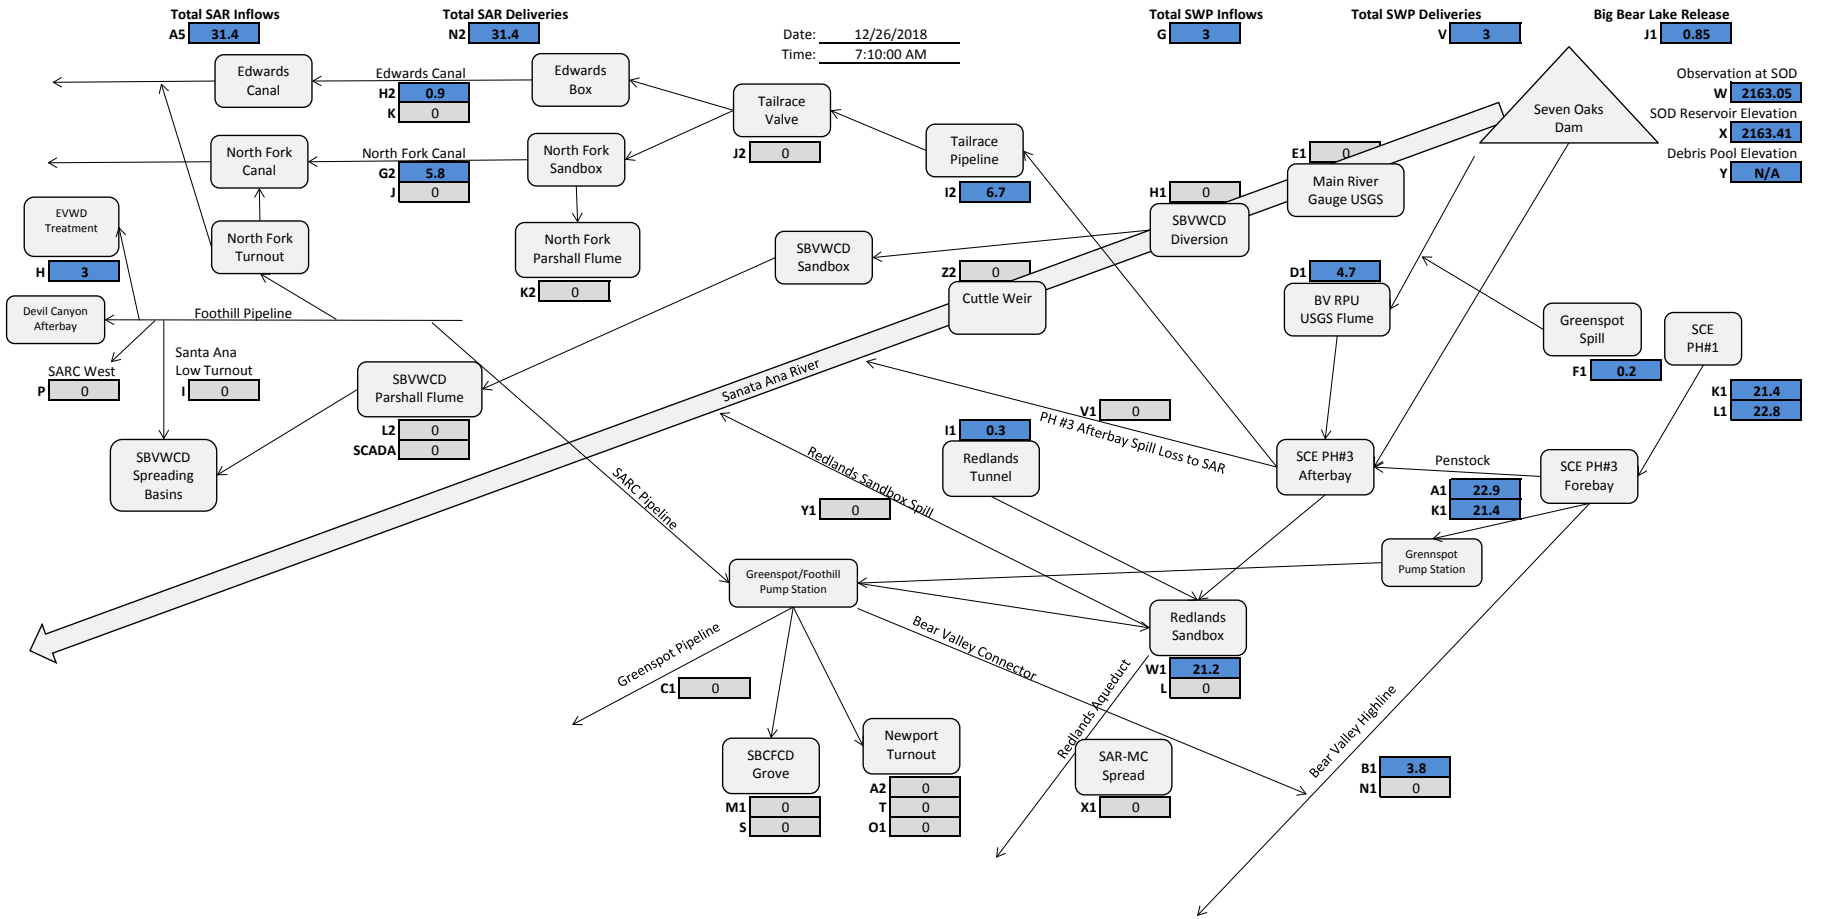 Total SAR Inflows
A5 31.4
Total SAR Deliveries
N2 31.4
Date: 12/26/2018
Time: 7:10:00 AM
Total SWP Inflows
G 3
Total SWP Deliveries
V 3
Big Bear Lake Release
J1 0.85
Observation at SOD
W 2163.05
SOD Reservoir Elevation
X 2163.41
Debris Pool Elevation
Y N/A
Seven Oaks
Dam
Edwards
Canal
Edwards Canal
H2 0.9
K 0
Edwards
Box
Tailrace
Valve
J2 0
Tailrace
Pipeline
I2 6.7
E1 0
Main River
Gauge USGS
H1 0
SBVWCD
Diversion
North Fork
Canal
North Fork Canal
G2 5.8
J 0
North Fork
Sandbox
EVWD
Treatment
H 3
North Fork
Turnout
North Fork
Parshall Flume
K2 0
SBVWCD
Sandbox
Z2 0
Cuttle Weir
D1 4.7
BV RPU
USGS Flume
Greenspot
Spill
F1 0.2
SCE
PH#1
K1 21.4
L1 22.8
Devil Canyon
Afterbay
Foothill Pipeline
SARC West
P 0
Santa Ana
Low Turnout
I 0
SBVWCD
Parshall Flume
L2 0
SCADA 0
SBVWCD
Spreading
Basins
Sanata Ana River
V1 0
PH #3 Afterbay Spill Loss to SAR
I1 0.3
Redlands
Tunnel
Redlands Sandbox Spill
Y1 0
SARC Pipeline
SCE PH#3
Afterbay
Penstock
A1 22.9
K1 21.4
SCE PH#3
Forebay
Grennspot
Pump Station
Greenspot/Foothill
Pump Station
Redlands
Sandbox
W1 21.2
L 0
Greenspot Pipeline
C1 0
Bear Valley Connector
Redlands Aqueduct
Bear Valley Highline
SBCFCD
Grove
M1 0
S 0
Newport
Turnout
A2 0
T 0
O1 0
SAR-MC
Spread
X1 0
B1 3.8
N1 0